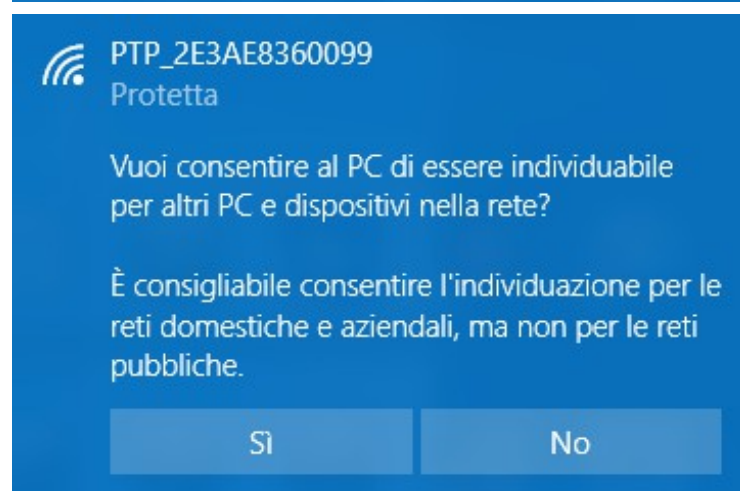 PTP_2E3AE8360099
Protetta
Vuoi consentire al PC di essere individuabile
per altri PC e dispositivi nella rete?
È consigliabile consentire l'individuazione per le
reti domestiche e aziendali, ma non per le reti
pubbliche.
Sì
No